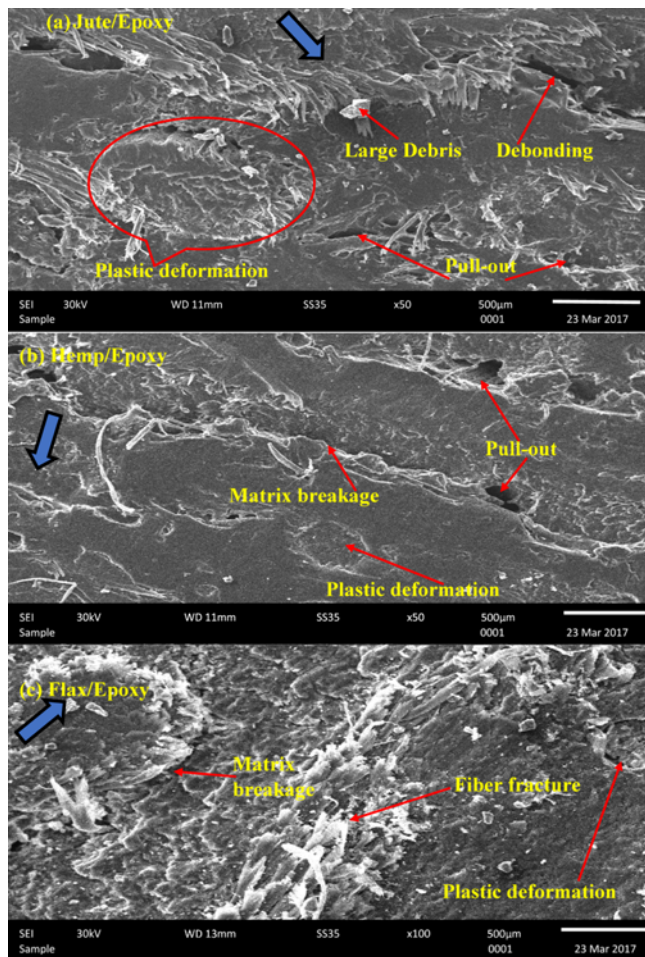 (a) Jute/Epoxy
Large Debris
Debonding
Plastic deformation
Pull-out
SEI 30kV WD 11mm SS35 x50 500µm
Sample 0001 23 Mar 2017
(b) Hemp/Epoxy
Pull-out
Matrix breakage
Plastic deformation
SEI 30kV WD 11mm SS35 x50 500µm
Sample 0001 23 Mar 2017
(c) Flax/Epoxy
Matrix
breakage
Fiber fracture
Plastic deformation
SEI 30kV WD 13mm SS35 x100 500µm
Sample 0001 23 Mar 2017